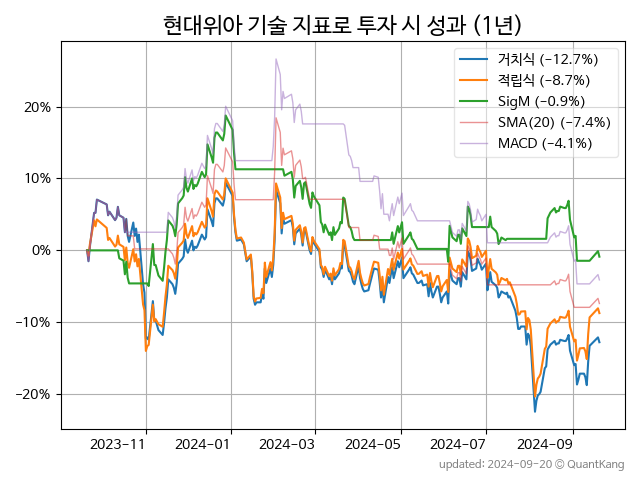 현대위아 기술 지표로 투자 시 성과 (1년)
거치식 (-12.7%)
적립식 (-8.7%)
SigM (-0.9%)
SMA(20) (-7.4%)
MACD (-4.1%)
20%
10%
0%
-10%
-20%
2023-11 2024-01 2024-03 2024-05 2024-07 2024-09
updated: 2024-09-20 © QuantKang